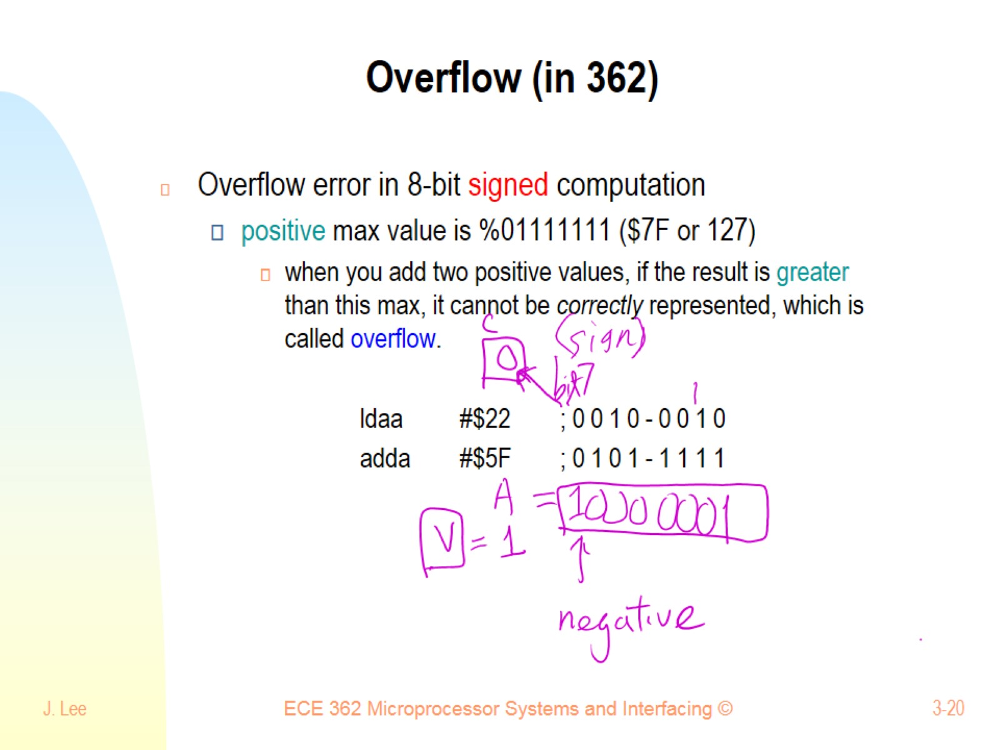 Overflow (in 362)
Overflow error in 8-bit signed computation
positive max value is %01111111 ($7F or 127)
when you add two positive values, if the result is greater
than this max, it cannot be correctly represented, which is
called overflow.
C
(sign)
0
bit7
1
ldaa #$22 ; 0 0 1 0 - 0 0 1 0
adda #$5F ; 0 1 0 1 - 1 1 1 1
A = 1000 0001
V = 1
negative
J. Lee
ECE 362 Microprocessor Systems and Interfacing ©
3-20